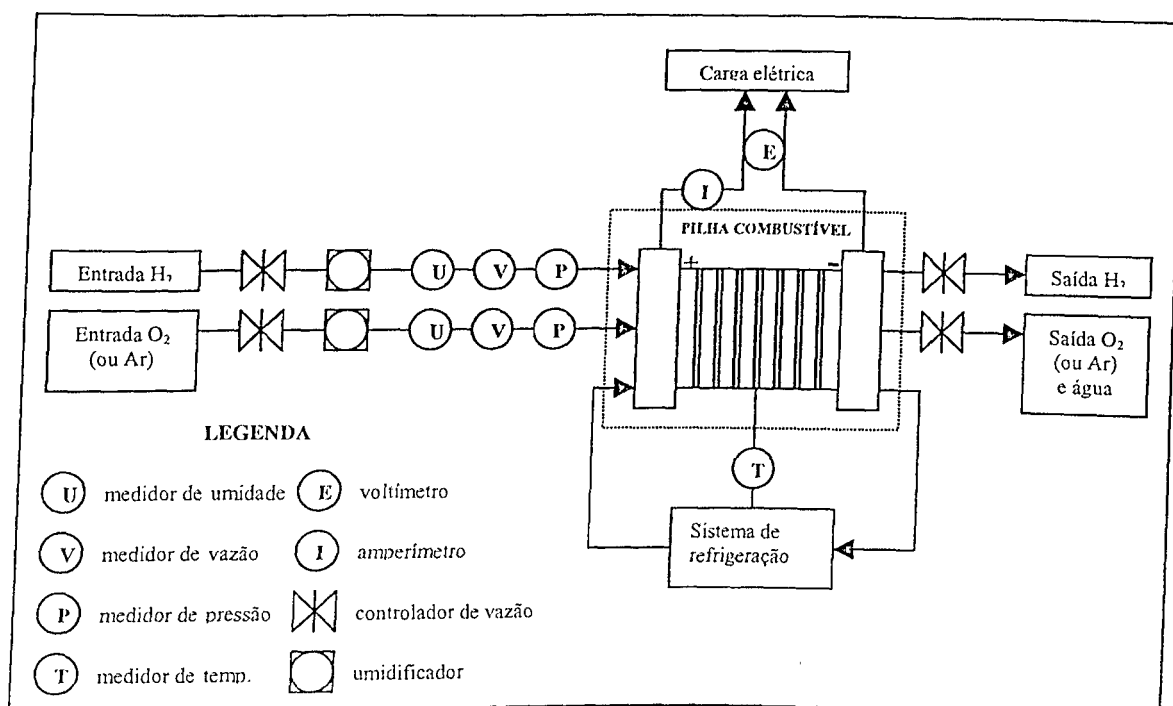 Carga elétrica
E
I
PILHA COMBUSTÍVEL
+
-
Entrada H₂
U
V
P
Saída H₂
Entrada O₂
(ou Ar)
U
V
P
Saída O₂
(ou Ar)
e água
T
Sistema de
refrigeração
LEGENDA
U medidor de umidade
E voltímetro
V medidor de vazão
I amperímetro
P medidor de pressão
controlador de vazão
T medidor de temp.
umidificador